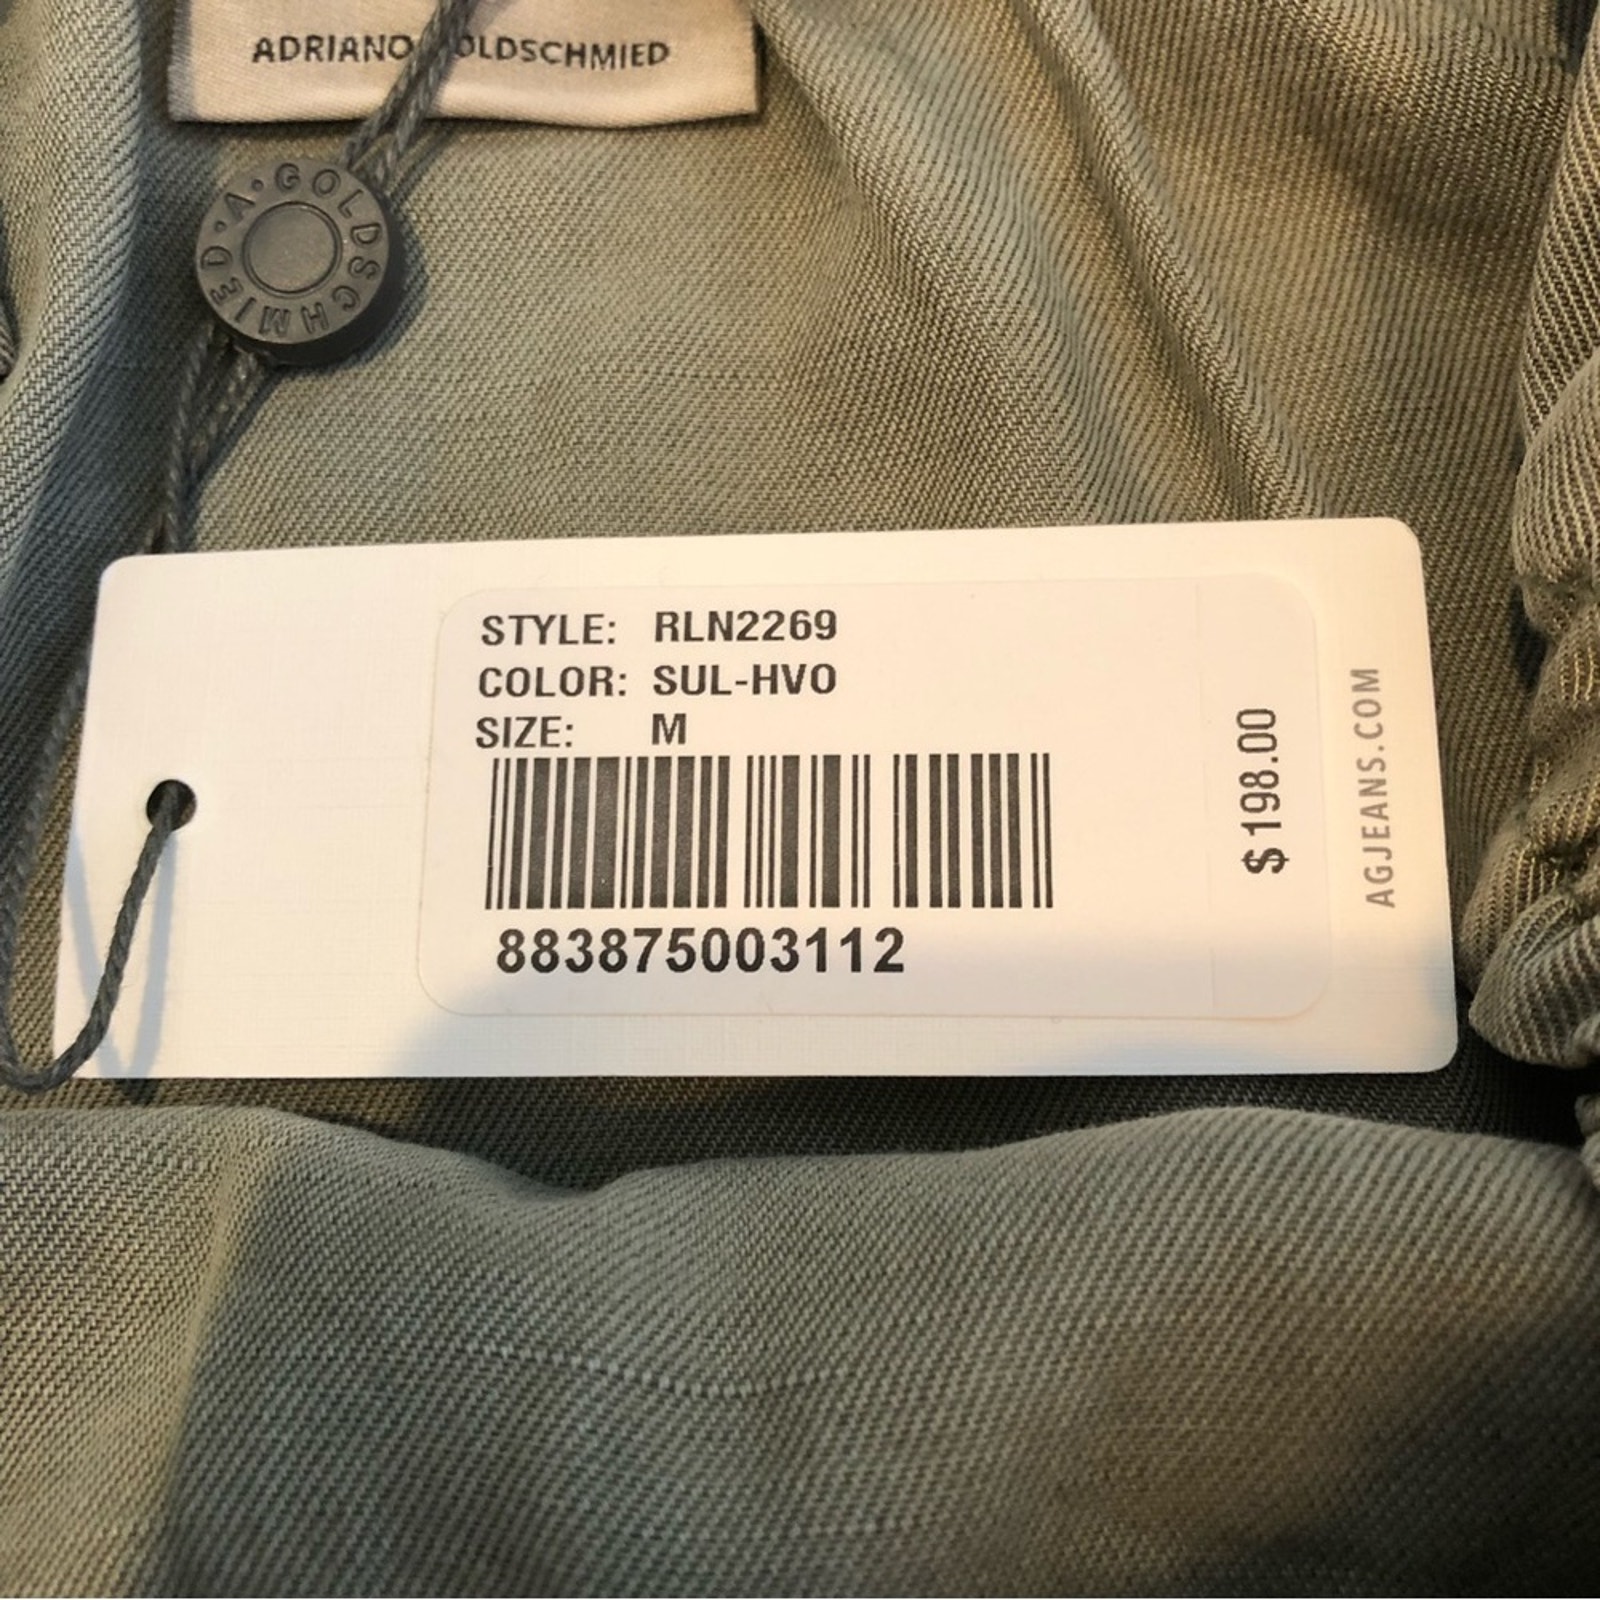 ADRIANO GOLDSCHMIED
A·GOLDSCHMIED·
STYLE: RLN2269
COLOR: SUL-HVO
SIZE: M
883875003112
$ 198.00
AGJEANS.COM